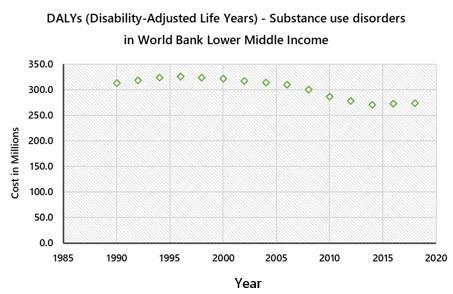 DALYs (Disability-Adjusted Life Years) - Substance use disorders
in World Bank Lower Middle Income
350.0
300.0
250.0
200.0
150.0
100.0
50.0
0.0
Cost in Millions
1985 1990 1995 2000 2005 2010 2015 2020
Year